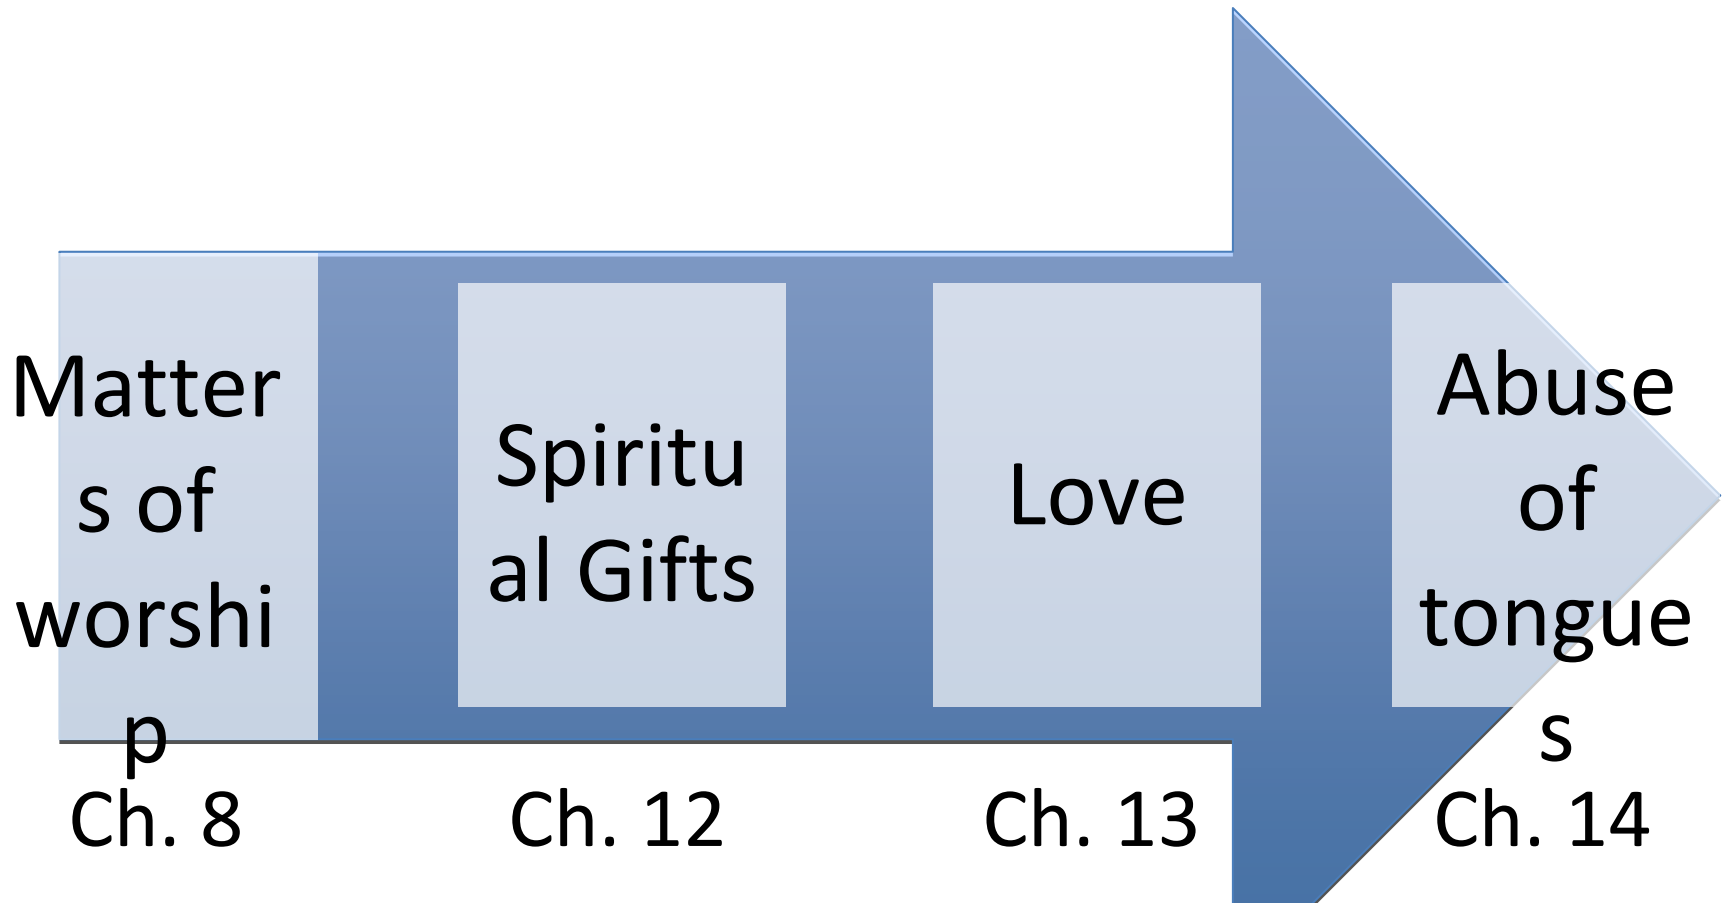 Matter
s of
worshi
p
Ch. 8
Spiritu
al Gifts
Ch. 12
Love
Ch. 13
Abuse
of
tongue
s
Ch. 14